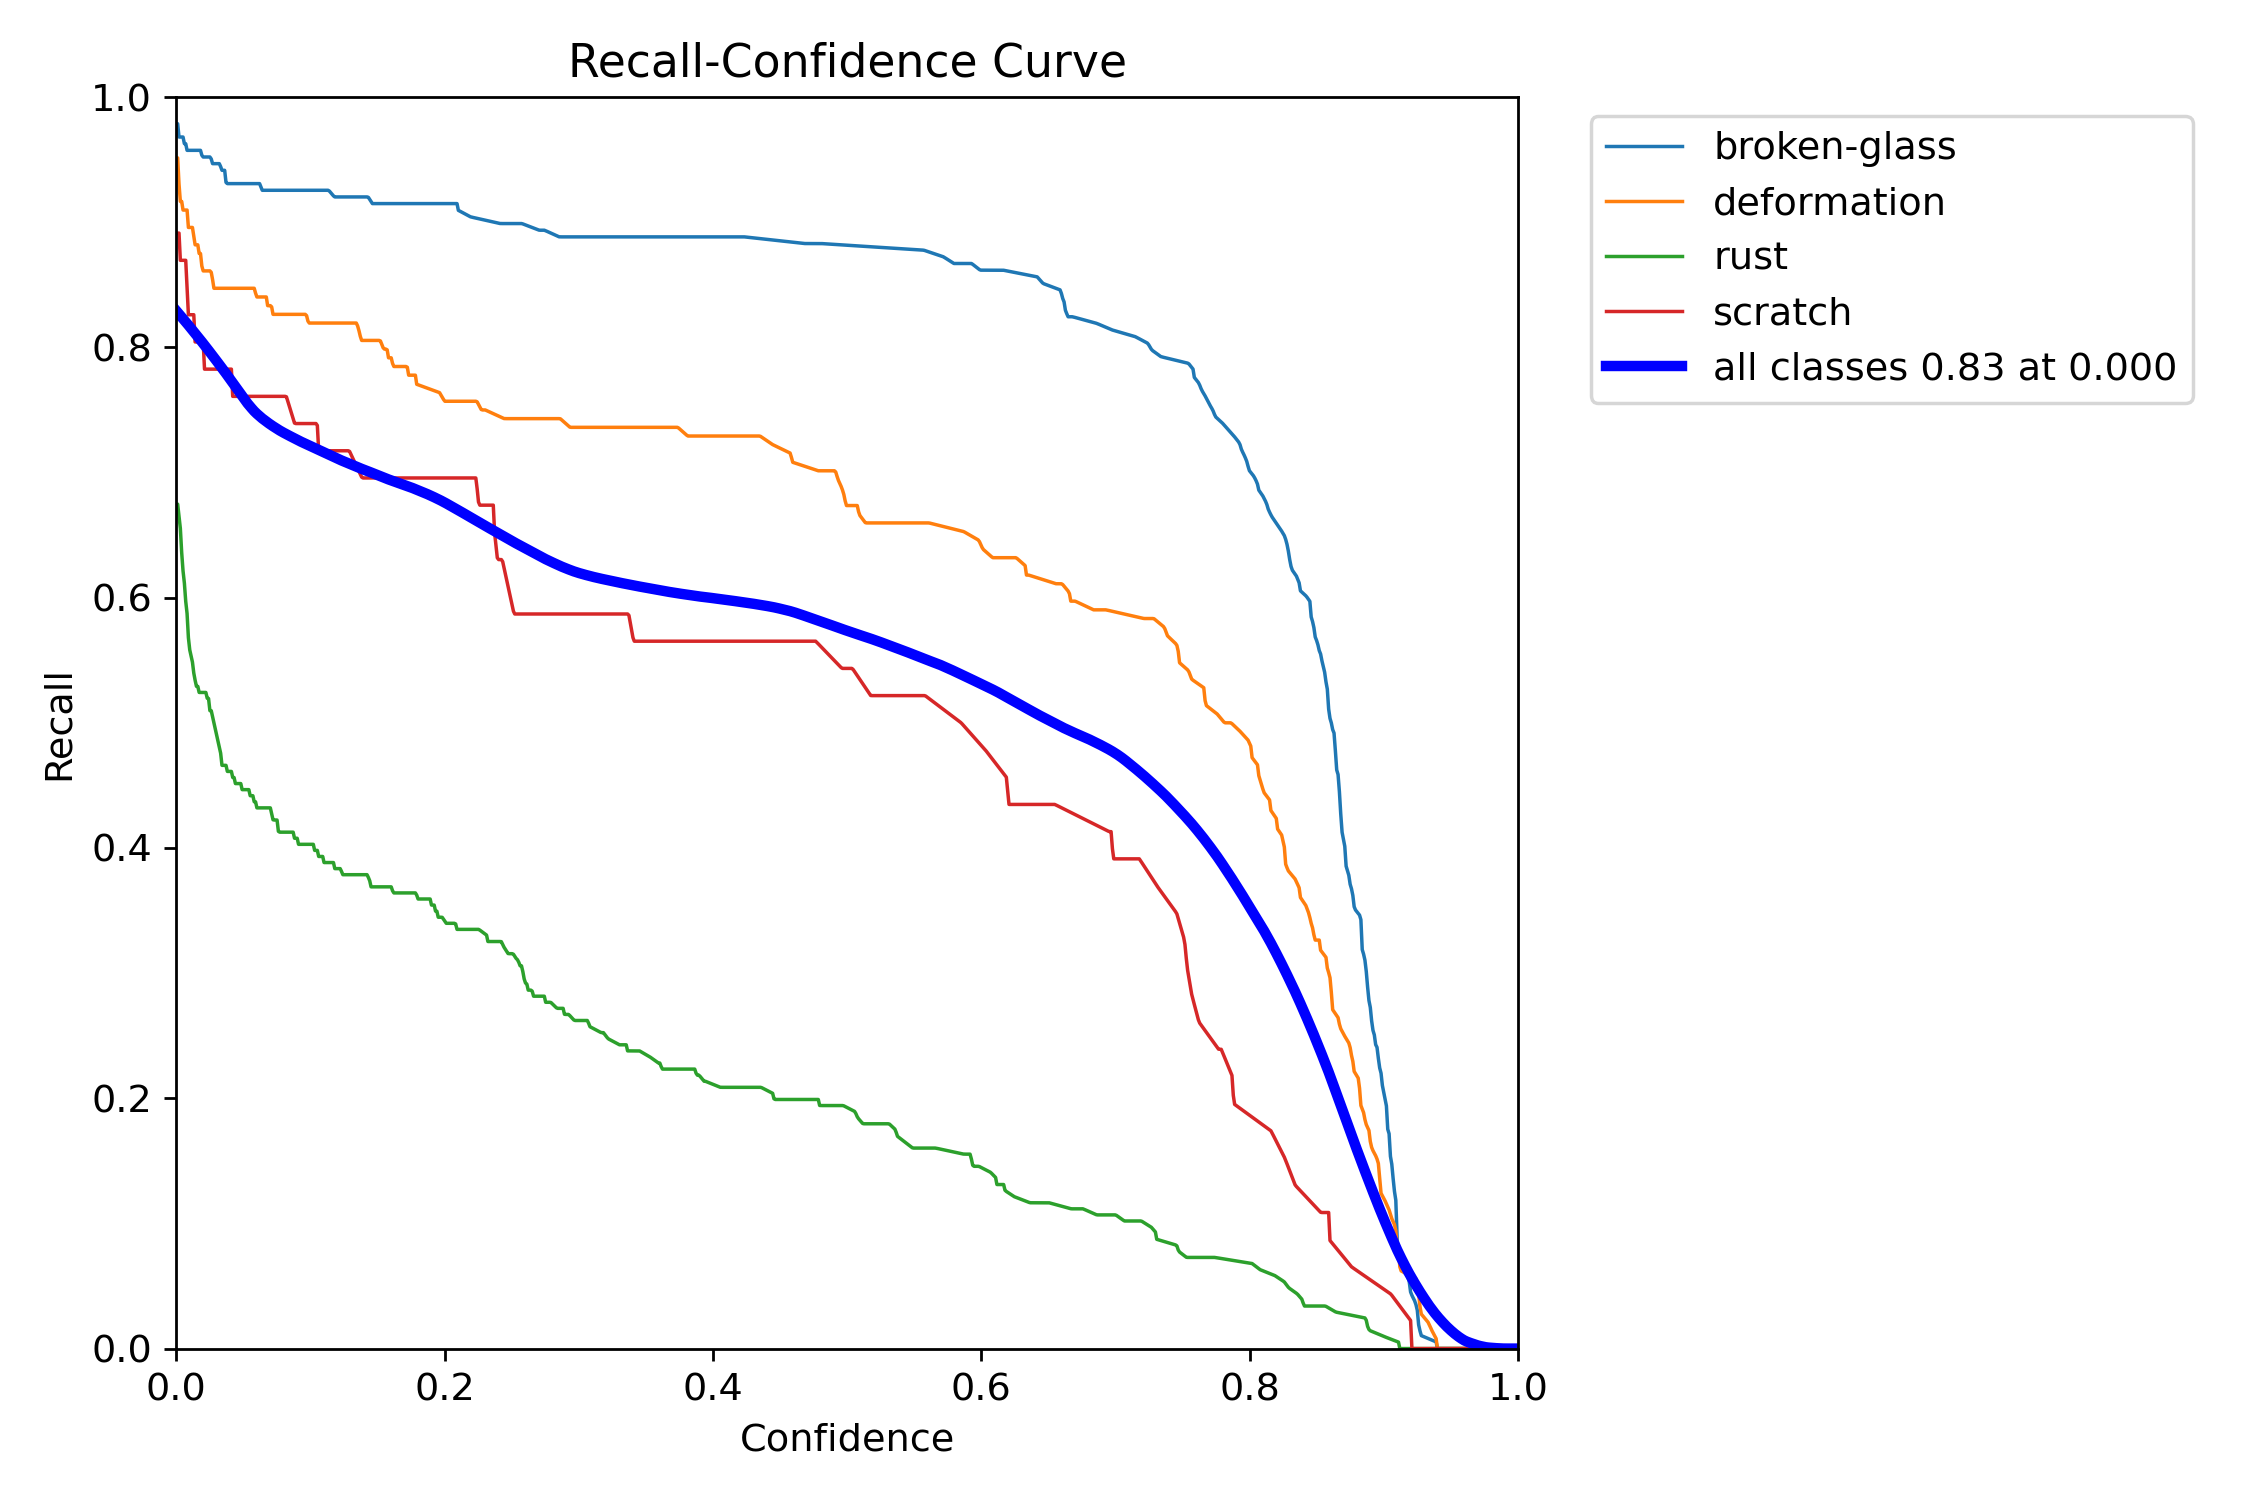 Recall-Confidence Curve
1.0
0.8
0.6
0.4
0.2
0.0
Recall
0.0 0.2 0.4 0.6 0.8 1.0
Confidence
broken-glass
deformation
rust
scratch
all classes 0.83 at 0.000